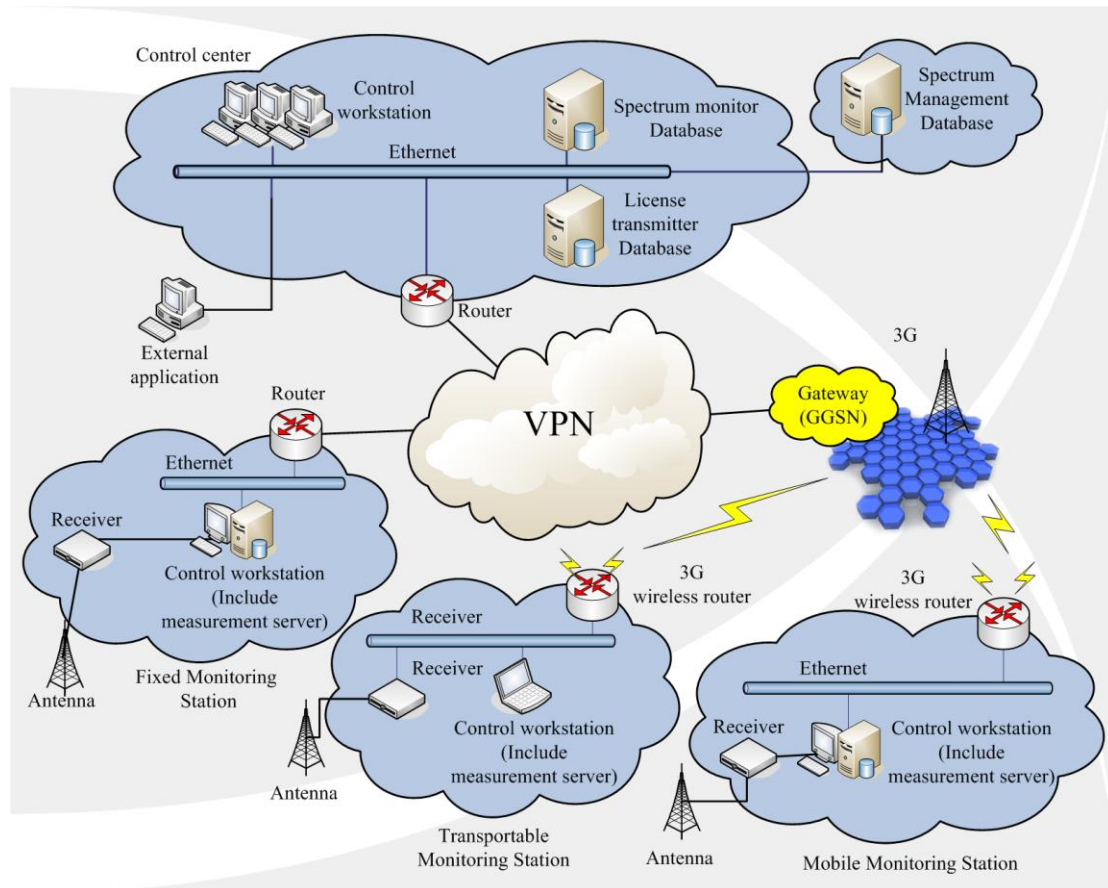 Control center
Control
workstation
Spectrum monitor
Database
Spectrum
Management
Database
Ethernet
License
transmitter
Database
Router
External
application
3G
Router
VPN
Gateway
(GGSN)
Ethernet
Receiver
Control workstation
(Include
measurement server)
Antenna
Fixed Monitoring
Station
3G
wireless router
Receiver
Receiver
Control workstation
(Include
measurement server)
Antenna
Transportable
Monitoring Station
3G
wireless router
Ethernet
Receiver
Control workstation
(Include
measurement server)
Antenna
Mobile Monitoring Station